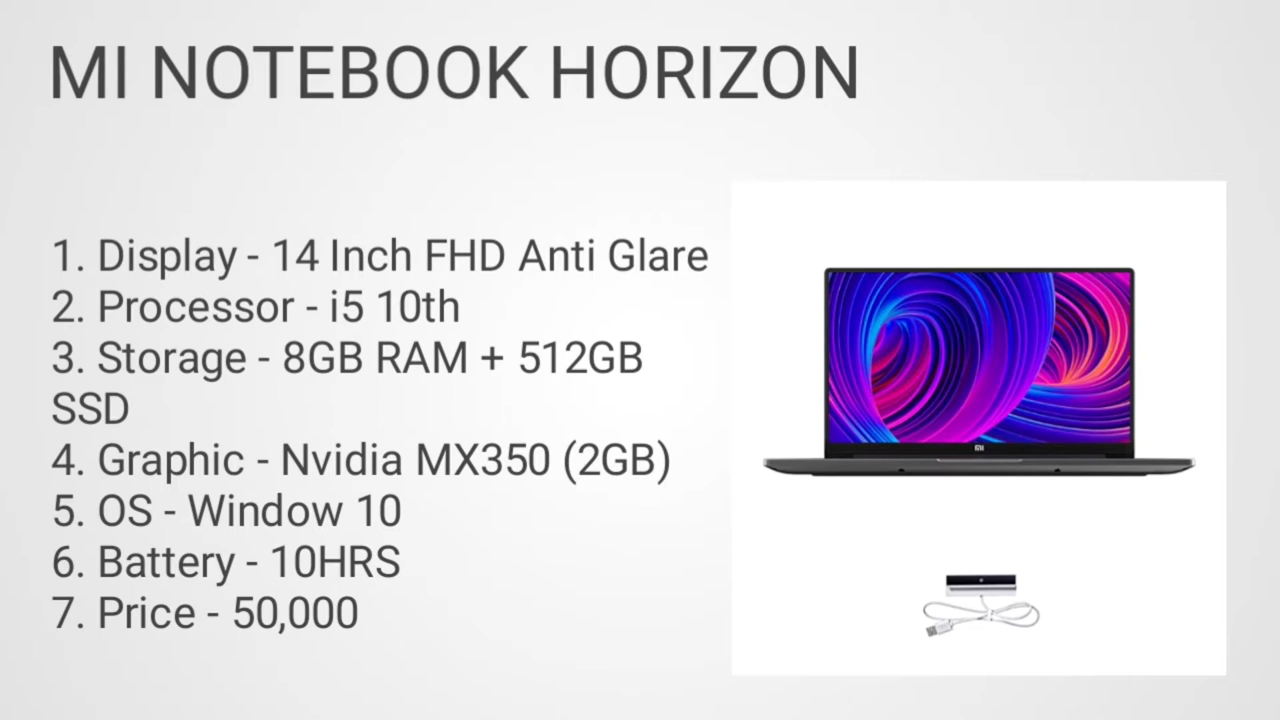 MI NOTEBOOK HORIZON
1. Display - 14 Inch FHD Anti Glare
2. Processor - i5 10th
3. Storage - 8GB RAM + 512GB
SSD
4. Graphic - Nvidia MX350 (2GB)
5. OS - Window 10
6. Battery - 10HRS
7. Price - 50,000
mi